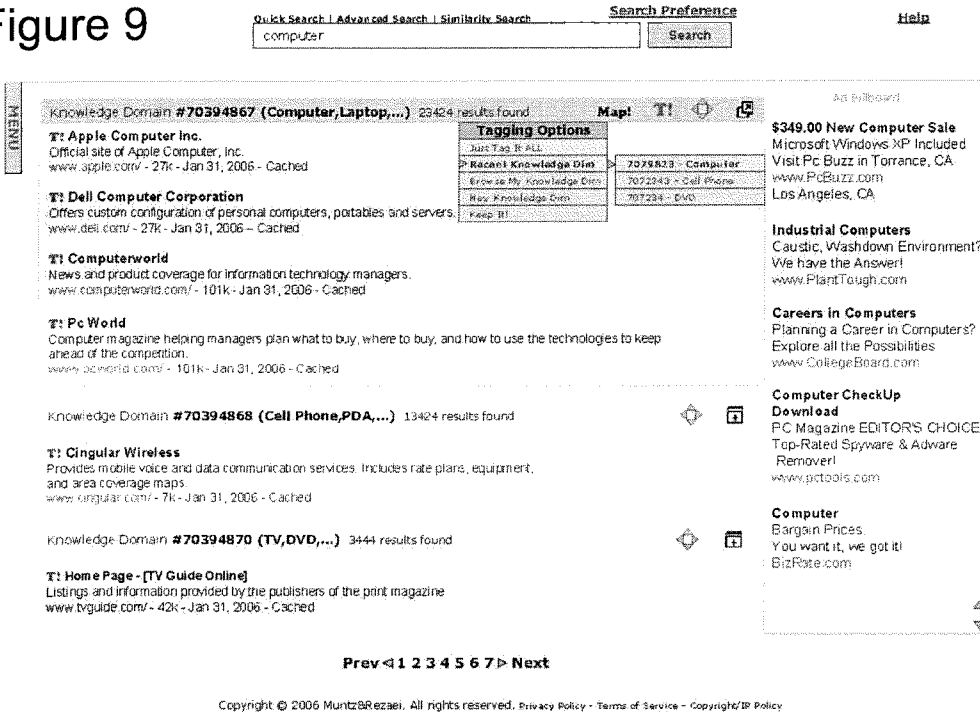 Figure 9
Quick Search | Advanced Search | Similarity Search
Search Preference
Help
computer
Search
MENU
Knowledge Domain #70394867 (Computer,Laptop,...) 23424 results found
Map! T!
T! Apple Computer Inc.
Official site of Apple Computer, Inc.
www.apple.com/ - 27k - Jan 31, 2006 - Cached
Tagging Options
Just Tag It ALL
Recent Knowledge Dim
Browse My Knowledge Dim
New Knowledge Dim
Keep It!
7079823 - Computer
7072343 - Cell Phone
707234 - DVD
T! Dell Computer Corporation
Offers custom configuration of personal computers, portables and servers.
www.dell.com/ - 27k - Jan 31, 2006 - Cached
T! Computerworld
News and product coverage for information technology managers.
www.computerworld.com/ - 101k - Jan 31, 2006 - Cached
T! Pc World
Computer magazine helping managers plan what to buy, where to buy, and how to use the technologies to keep
ahead of the competition.
www.pcworld.com/ - 101k - Jan 31, 2006 - Cached
Knowledge Domain #70394868 (Cell Phone,PDA,...) 13424 results found
T! Cingular Wireless
Provides mobile voice and data communication services. Includes rate plans, equipment,
and area coverage maps.
www.cingular.com/ - 7k - Jan 31, 2006 - Cached
Knowledge Domain #70394870 (TV,DVD,...) 3444 results found
T! Home Page - [TV Guide Online]
Listings and information provided by the publishers of the print magazine
www.tvguide.com/ - 42k - Jan 31, 2006 - Cached
Ad Billboard
$349.00 New Computer Sale
Microsoft Windows XP Included
Visit Pc Buzz in Torrance, CA
www.PcBuzz.com
Los Angeles, CA
Industrial Computers
Caustic, Washdown Environment?
We have the Answer!
www.PlantTough.com
Careers in Computers
Planning a Career in Computers?
Explore all the Possibilities
www.CollegeBoard.com
Computer CheckUp
Download
PC Magazine EDITOR'S CHOICE
Top-Rated Spyware & Adware
Remover!
www.pctools.com
Computer
Bargain Prices.
You want it, we got it!
BizRate.com
Prev 1 2 3 4 5 6 7 Next
Copyright © 2006 Muntz&Rezaei, All rights reserved. Privacy Policy - Terms of Service - Copyright/IP Policy